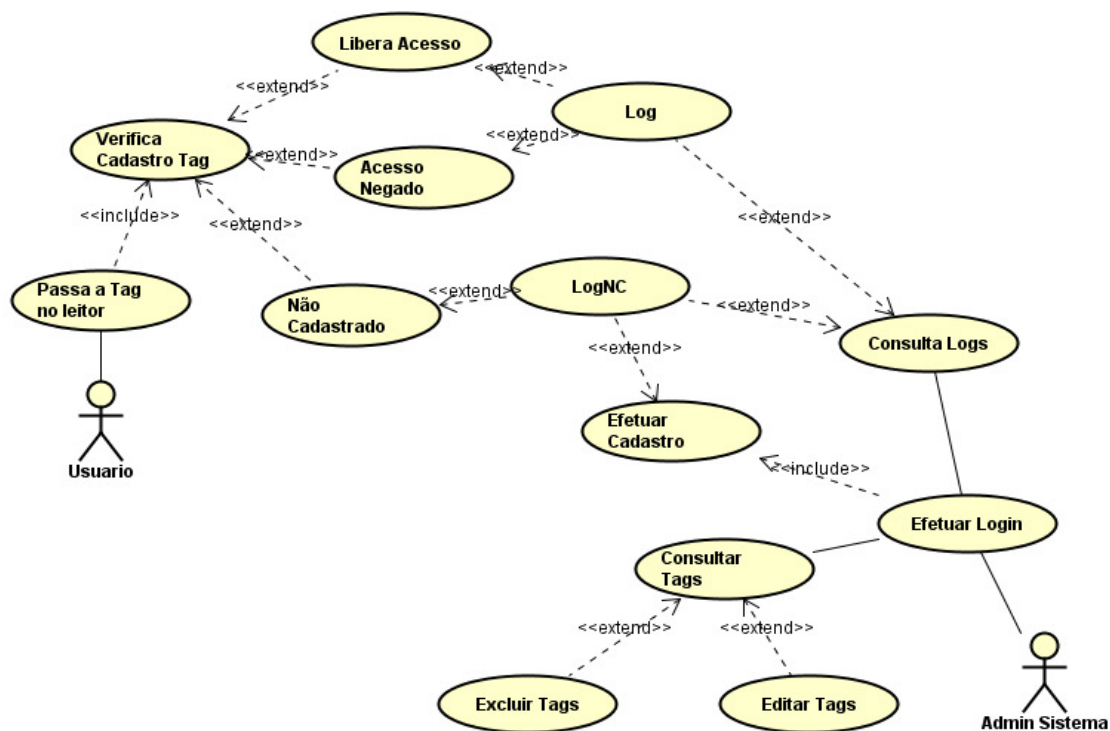 Libera Acesso
<<extend>>
<<extend>>
Log
Verifica
Cadastro Tag
<<extend>>
<<extend>>
Acesso
Negado
<<include>>
<<extend>>
<<extend>>
Passa a Tag
no leitor
Não
Cadastrado
<<extend>>
LogNC
<<extend>>
<<extend>>
Consulta Logs
Efetuar
Cadastro
Usuario
<<include>>
Efetuar Login
Consultar
Tags
<<extend>>
<<extend>>
Excluir Tags
Editar Tags
Admin Sistema